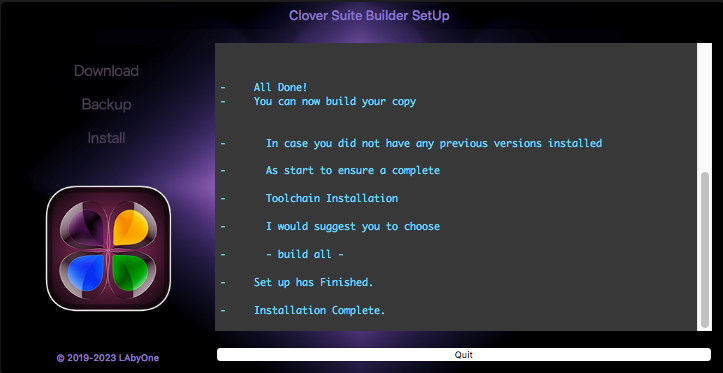 Clover Suite Builder SetUp
Download
Backup
Install
- All Done!
- You can now build your copy
- In case you did not have any previous versions installed
- As start to ensure a complete
- Toolchain Installation
- I would suggest you to choose
- - build all -
- Set up has Finished.
- Installation Complete.
© 2019-2023 LAbyOne
Quit